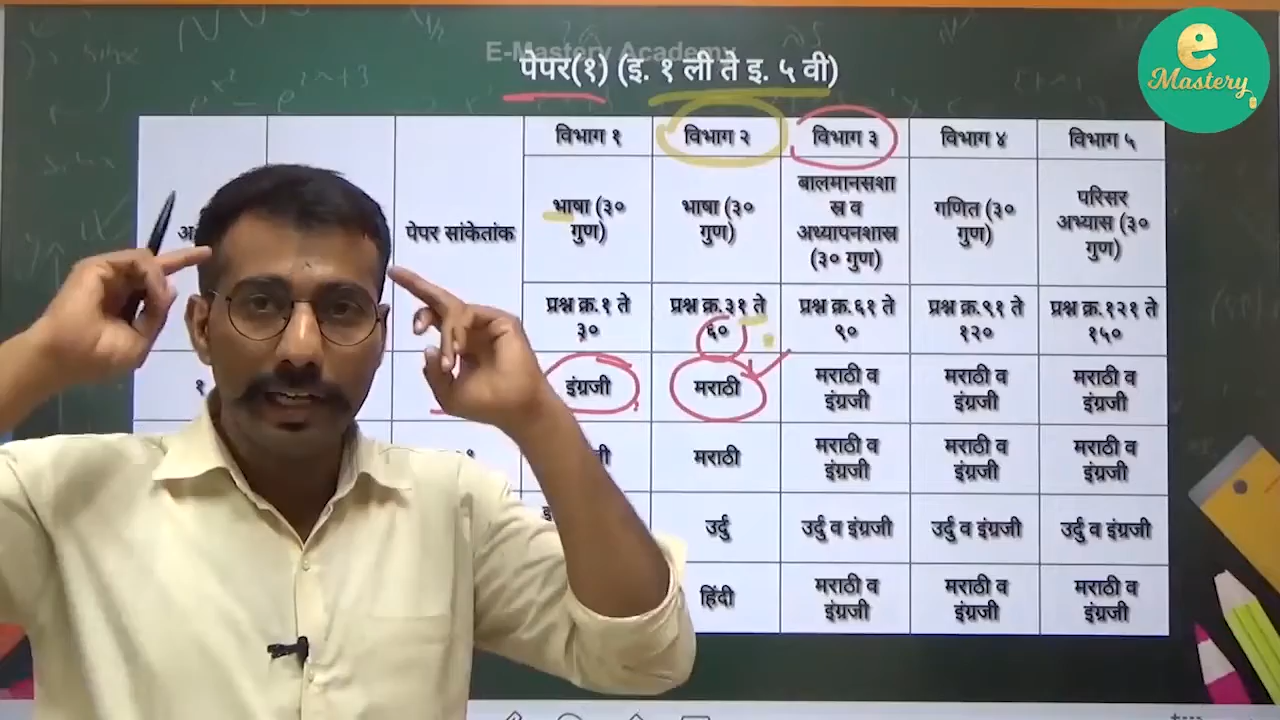 E-Mastery Academy
e
Mastery
पेपर(१) (इ. १ ली ते इ. ५ वी)
विभाग १
विभाग २
विभाग ३
विभाग ४
विभाग ५
पेपर सांकेतांक
भाषा (३०
गुण)
भाषा (३०
गुण)
बालमानसशा
स्र व
अध्यापनशास्र
(३० गुण)
गणित (३०
गुण)
परिसर
अभ्यास (३०
गुण)
प्रश्न क्र.१ ते
३०
प्रश्न क्र.३१ ते
६०
प्रश्न क्र.६१ ते
९०
प्रश्न क्र.९१ ते
१२०
प्रश्न क्र.१२१ ते
१५०
१
इंग्रजी
मराठी
मराठी व
इंग्रजी
मराठी व
इंग्रजी
मराठी व
इंग्रजी
मराठी
मराठी व
इंग्रजी
मराठी व
इंग्रजी
मराठी व
इंग्रजी
उर्दु
उर्दु व इंग्रजी
उर्दु व इंग्रजी
उर्दु व इंग्रजी
हिंदी
मराठी व
इंग्रजी
मराठी व
इंग्रजी
मराठी व
इंग्रजी